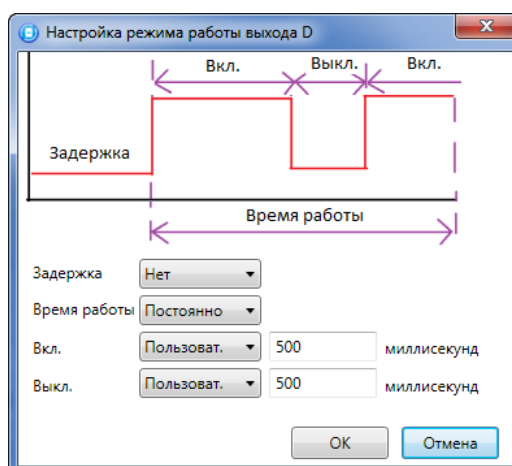 Настройка режима работы выхода D
Вкл. Выкл. Вкл.
Задержка
Время работы
Задержка Нет
Время работы Постоянно
Вкл. Пользоват. 500 миллисекунд
Выкл. Пользоват. 500 миллисекунд
OK Отмена